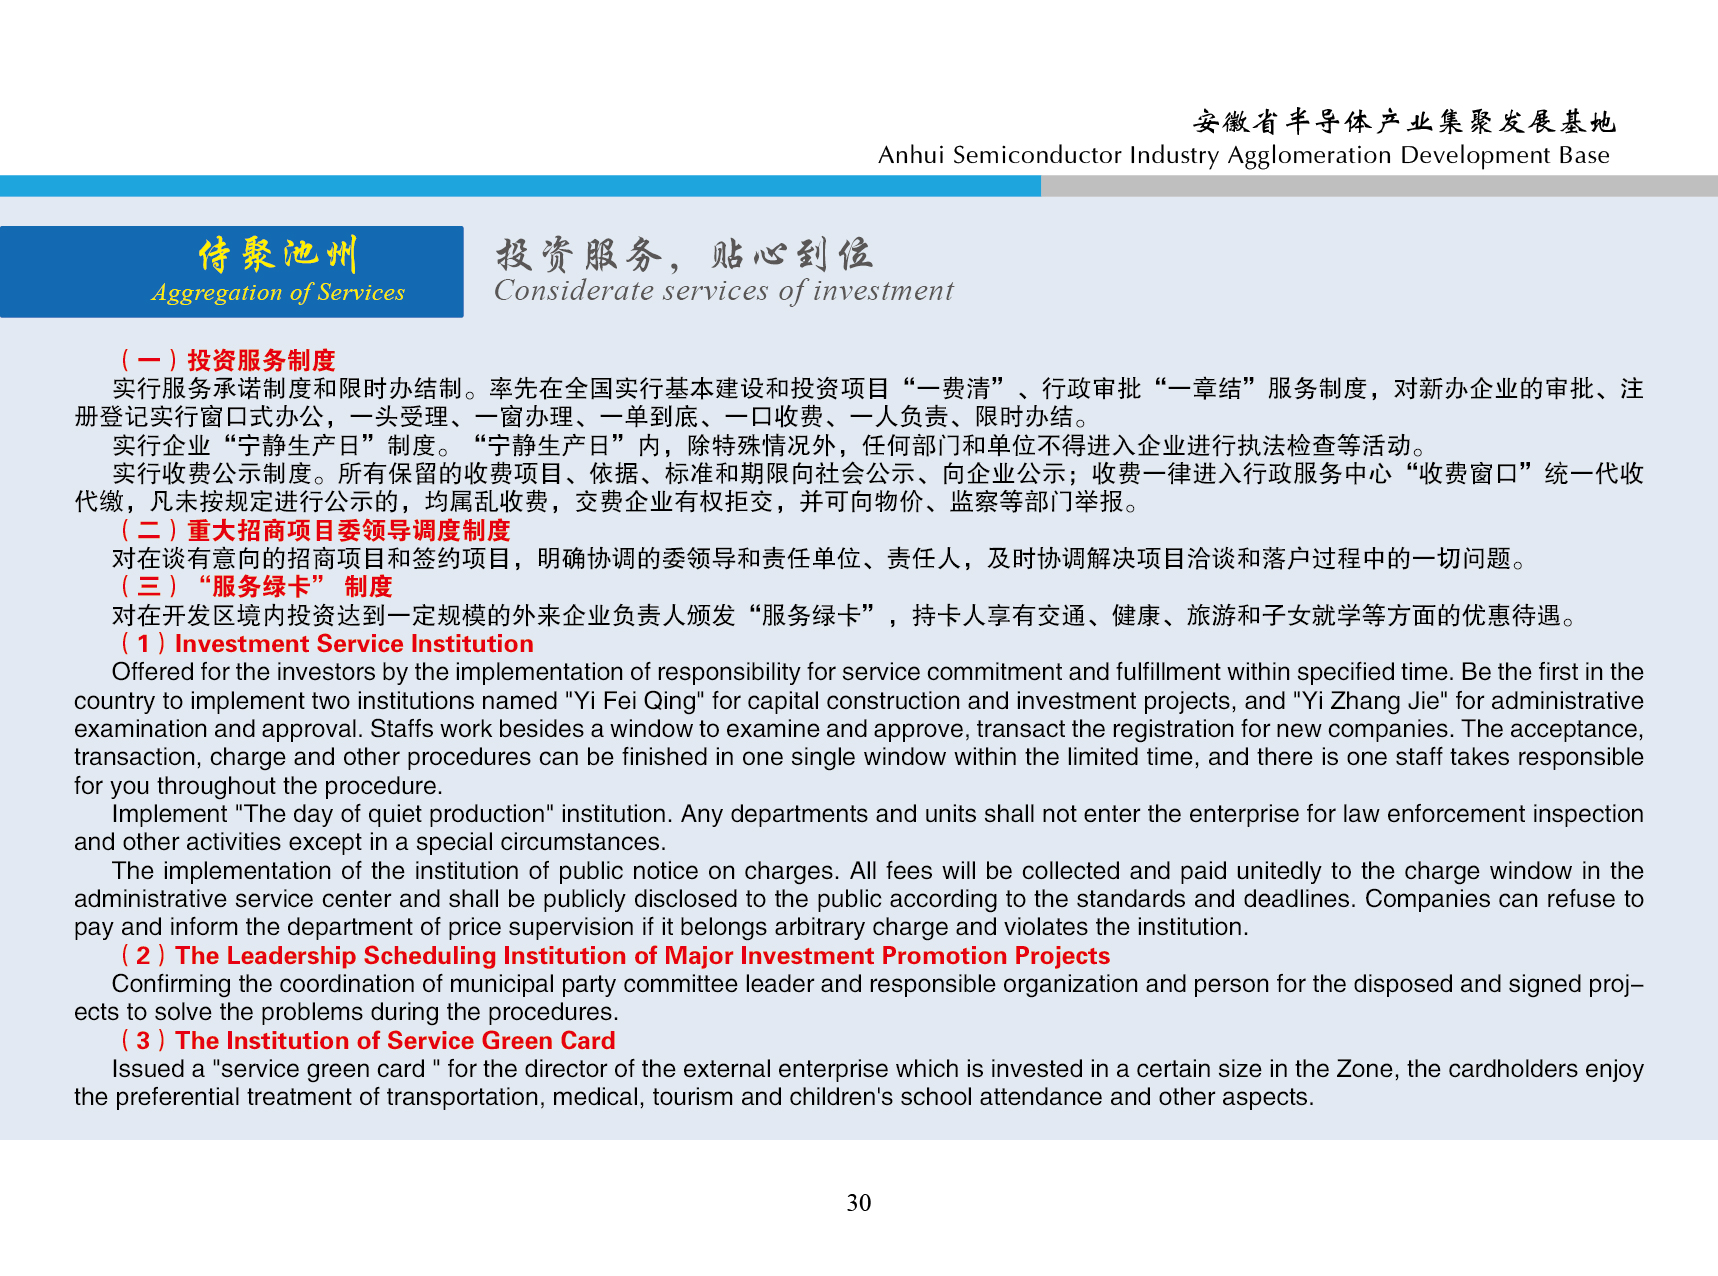 安徽省半导体产业集聚发展基地
Anhui Semiconductor Industry Agglomeration Development Base
侍聚池州
Aggregation of Services
投资服务，贴心到位
Considerate services of investment
（一）投资服务制度
实行服务承诺制度和限时办结制。率先在全国实行基本建设和投资项目“一费清”、行政审批“一章结”服务制度，对新办企业的审批、注
册登记实行窗口式办公，一头受理、一窗办理、一单到底、一口收费、一人负责、限时办结。
实行企业“宁静生产日”制度。“宁静生产日”内，除特殊情况外，任何部门和单位不得进入企业进行执法检查等活动。
实行收费公示制度。所有保留的收费项目、依据、标准和期限向社会公示、向企业公示；收费一律进入行政服务中心“收费窗口”统一代收
代缴，凡未按规定进行公示的，均属乱收费，交费企业有权拒交，并可向物价、监察等部门举报。
（二）重大招商项目委领导调度制度
对在谈有意向的招商项目和签约项目，明确协调的委领导和责任单位、责任人，及时协调解决项目洽谈和落户过程中的一切问题。
（三）“服务绿卡” 制度
对在开发区境内投资达到一定规模的外来企业负责人颁发“服务绿卡”，持卡人享有交通、健康、旅游和子女就学等方面的优惠待遇。
（1）Investment Service Institution
Offered for the investors by the implementation of responsibility for service commitment and fulfillment within specified time. Be the first in the
country to implement two institutions named "Yi Fei Qing" for capital construction and investment projects, and "Yi Zhang Jie" for administrative
examination and approval. Staffs work besides a window to examine and approve, transact the registration for new companies. The acceptance,
transaction, charge and other procedures can be finished in one single window within the limited time, and there is one staff takes responsible
for you throughout the procedure.
Implement "The day of quiet production" institution. Any departments and units shall not enter the enterprise for law enforcement inspection
and other activities except in a special circumstances.
The implementation of the institution of public notice on charges. All fees will be collected and paid unitedly to the charge window in the
administrative service center and shall be publicly disclosed to the public according to the standards and deadlines. Companies can refuse to
pay and inform the department of price supervision if it belongs arbitrary charge and violates the institution.
（2）The Leadership Scheduling Institution of Major Investment Promotion Projects
Confirming the coordination of municipal party committee leader and responsible organization and person for the disposed and signed proj-
ects to solve the problems during the procedures.
（3）The Institution of Service Green Card
Issued a "service green card " for the director of the external enterprise which is invested in a certain size in the Zone, the cardholders enjoy
the preferential treatment of transportation, medical, tourism and children's school attendance and other aspects.
30